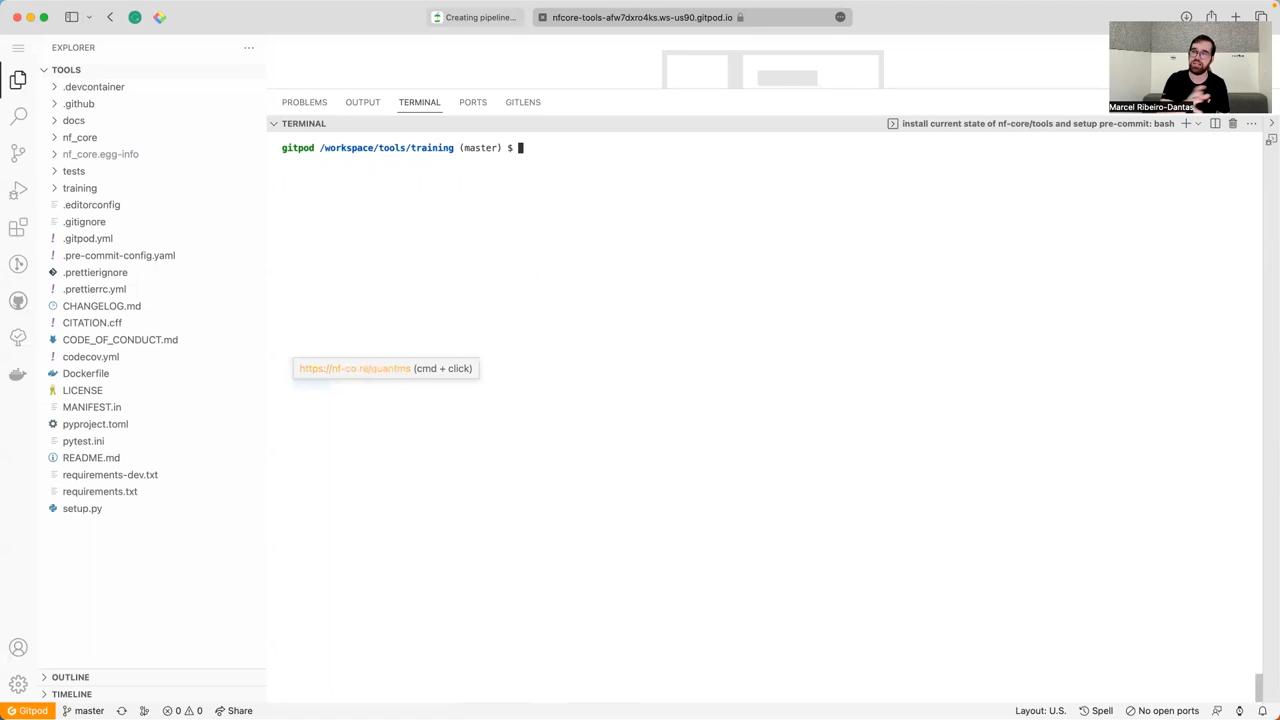 Creating pipeline...
nfcore-tools-afw7dxro4ks.ws-us90.gitpod.io
EXPLORER
TOOLS
.devcontainer
.github
docs
nf_core
nf_core.egg-info
tests
training
.editorconfig
.gitignore
.gitpod.yml
.pre-commit-config.yaml
.prettierignore
.prettierrc.yml
CHANGELOG.md
CITATION.cff
CODE_OF_CONDUCT.md
codecov.yml
Dockerfile
LICENSE
MANIFEST.in
pyproject.toml
pytest.ini
README.md
requirements-dev.txt
requirements.txt
setup.py
OUTLINE
TIMELINE
PROBLEMS OUTPUT TERMINAL PORTS GITLENS
TERMINAL
install current state of nf-core/tools and setup pre-commit: bash
gitpod /workspace/tools/training (master) $
https://nf-co.re/quantms (cmd + click)
Marcel Ribeiro-Dantas
Gitpod master 0 0 Share
Layout: U.S. Spell No open ports